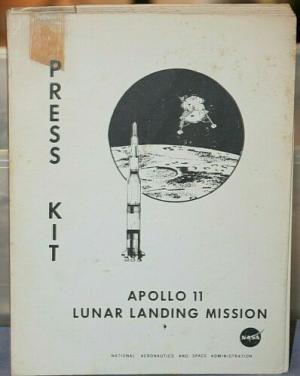 PRESS KIT
APOLLO 11
LUNAR LANDING MISSION
NASA
NATIONAL AERONAUTICS AND SPACE ADMINISTRATION